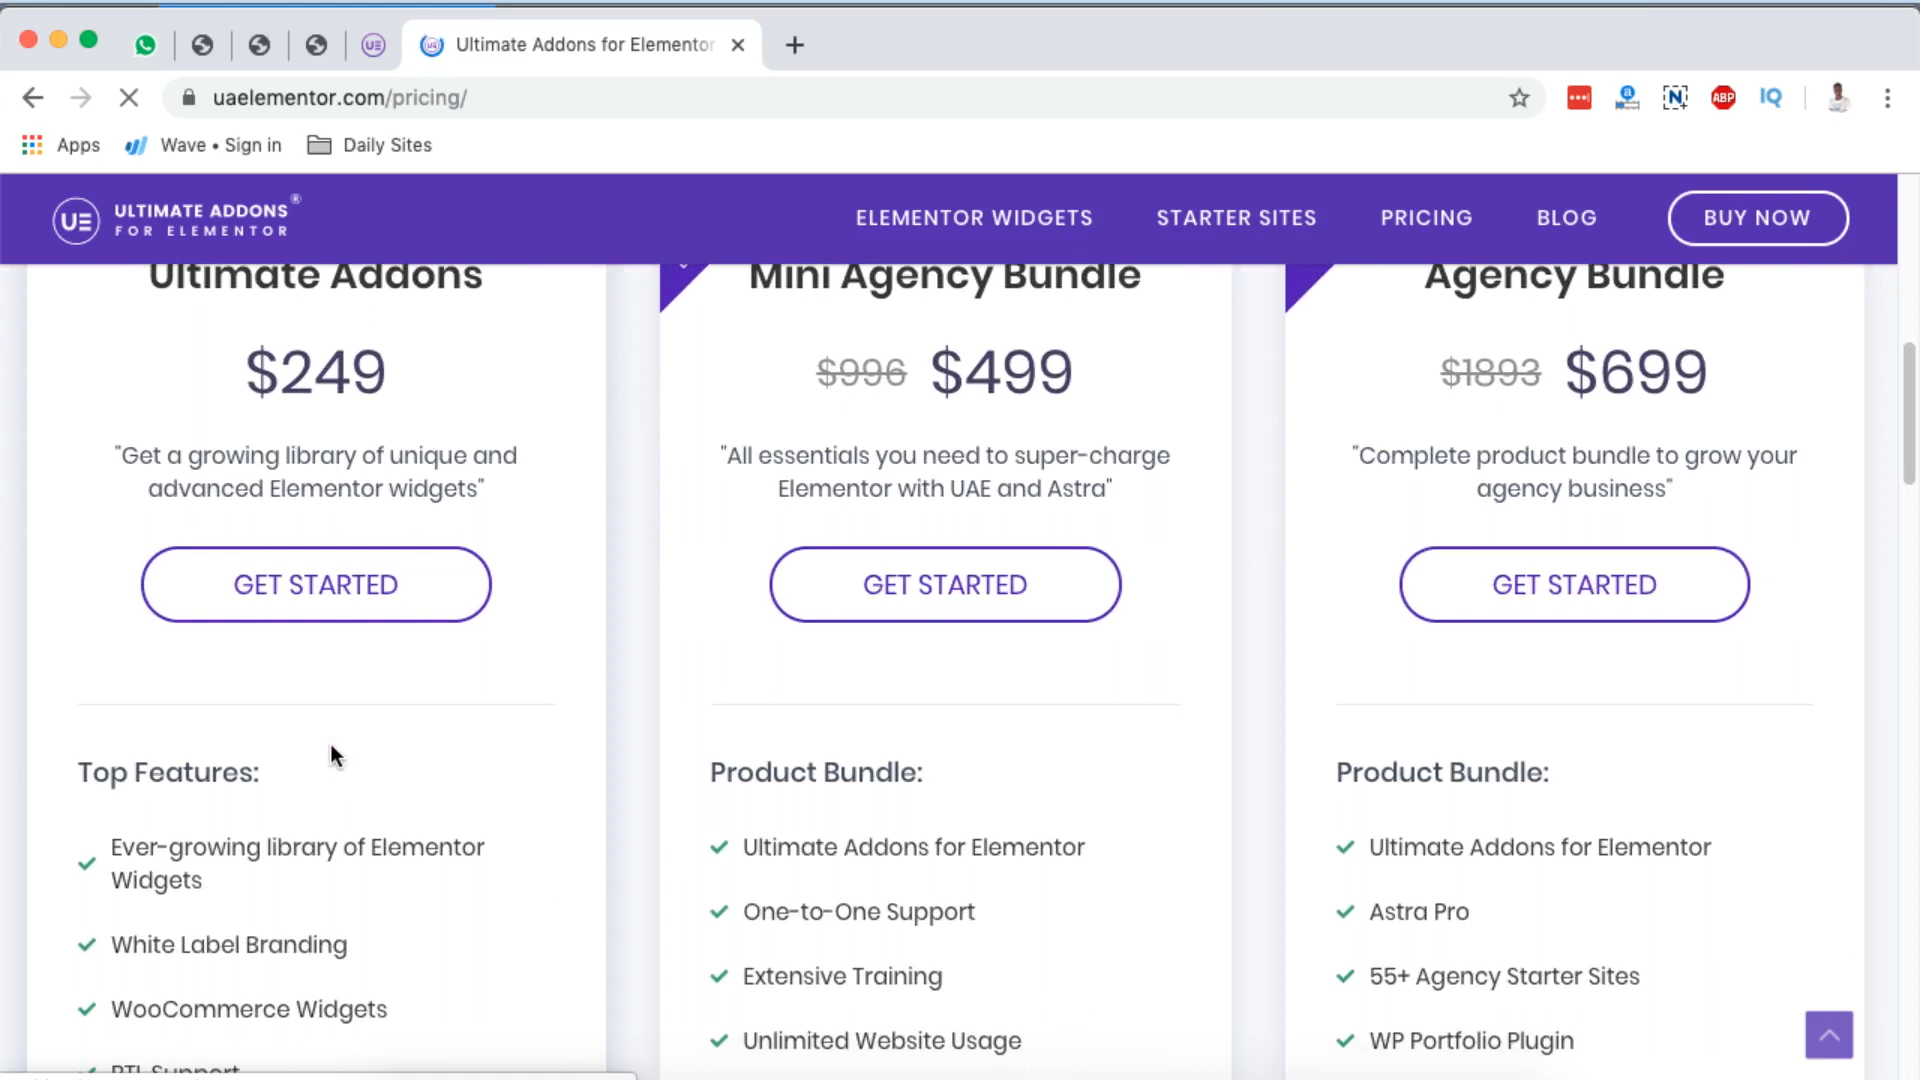 UE
Ultimate Addons for Elementor
uaelementor.com/pricing/
N
ABP
IQ
Apps
Wave • Sign in
Daily Sites
UE
ULTIMATE ADDONS®
FOR ELEMENTOR
ELEMENTOR WIDGETS
STARTER SITES
PRICING
BLOG
BUY NOW
Ultimate Addons
$249
"Get a growing library of unique and
advanced Elementor widgets"
GET STARTED
Top Features:
Ever-growing library of Elementor
Widgets
White Label Branding
WooCommerce Widgets
RTL Support
Mini Agency Bundle
$996 $499
"All essentials you need to super-charge
Elementor with UAE and Astra"
GET STARTED
Product Bundle:
Ultimate Addons for Elementor
One-to-One Support
Extensive Training
Unlimited Website Usage
Agency Bundle
$1893 $699
"Complete product bundle to grow your
agency business"
GET STARTED
Product Bundle:
Ultimate Addons for Elementor
Astra Pro
55+ Agency Starter Sites
WP Portfolio Plugin